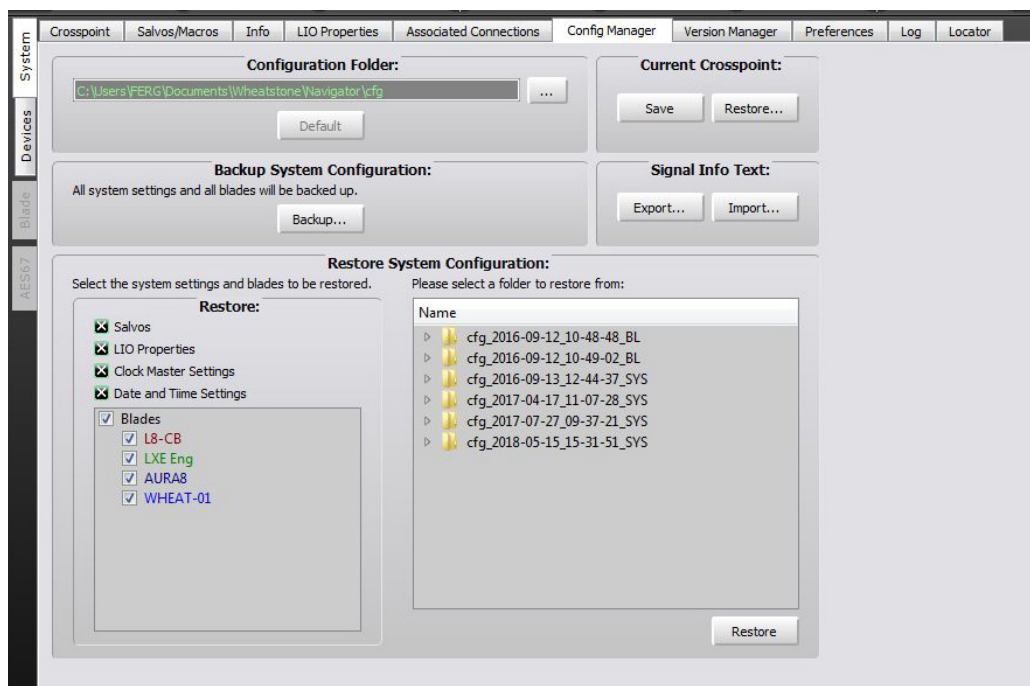 Crosspoint Salvos/Macros Info LIO Properties Associated Connections Config Manager Version Manager Preferences Log Locator
System
Devices
Blade
AES67
Configuration Folder:
C:\Users\FERG\Documents\Wheatstone\Navigator\cfg
...
Default
Current Crosspoint:
Save Restore...
Backup System Configuration:
All system settings and all blades will be backed up.
Backup...
Signal Info Text:
Export... Import...
Restore System Configuration:
Select the system settings and blades to be restored.
Restore:
Salvos
LIO Properties
Clock Master Settings
Date and Time Settings
Blades
L8-CB
LXE Eng
AURA8
WHEAT-01
Please select a folder to restore from:
Name
cfg_2016-09-12_10-48-48_BL
cfg_2016-09-12_10-49-02_BL
cfg_2016-09-13_12-44-37_SYS
cfg_2017-04-17_11-07-28_SYS
cfg_2017-07-27_09-37-21_SYS
cfg_2018-05-15_15-31-51_SYS
Restore